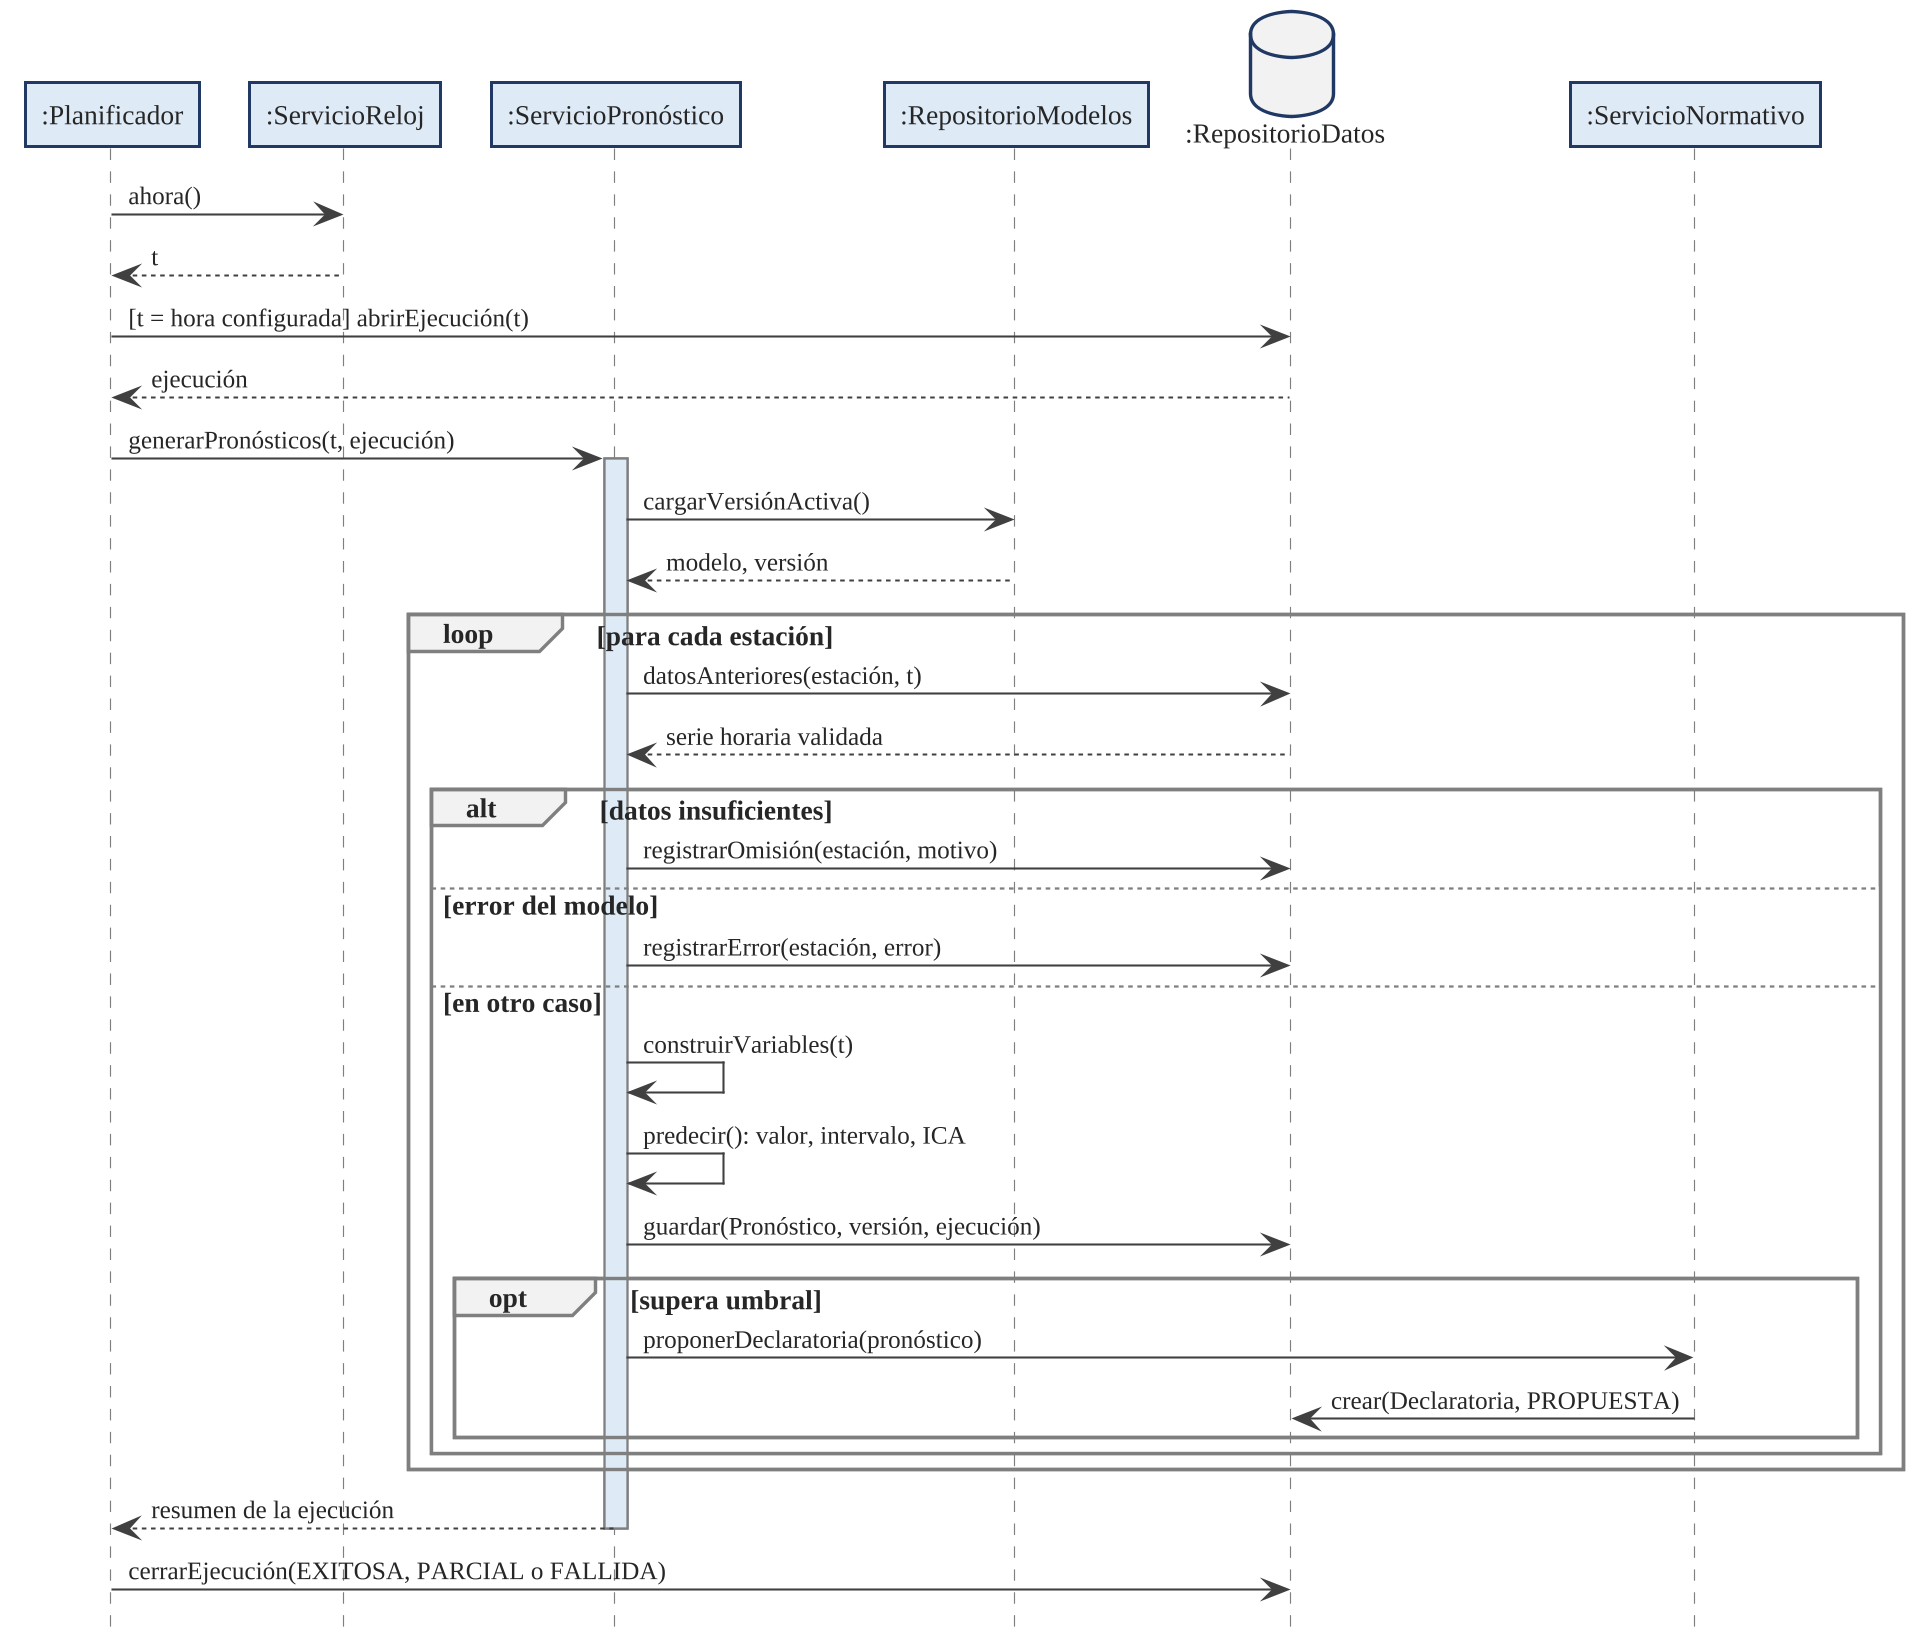 :Planificador
:ServicioReloj
:ServicioPronóstico
:RepositorioModelos
:RepositorioDatos
:ServicioNormativo
ahora()
t
[t = hora configurada] abrirEjecución(t)
ejecución
generarPronósticos(t, ejecución)
cargarVersiónActiva()
modelo, versión
loop
[para cada estación]
datosAnteriores(estación, t)
serie horaria validada
alt
[datos insuficientes]
registrarOmisión(estación, motivo)
[error del modelo]
registrarError(estación, error)
[en otro caso]
construirVariables(t)
predecir(): valor, intervalo, ICA
guardar(Pronóstico, versión, ejecución)
opt
[supera umbral]
proponerDeclaratoria(pronóstico)
crear(Declaratoria, PROPUESTA)
resumen de la ejecución
cerrarEjecución(EXITOSA, PARCIAL o FALLIDA)